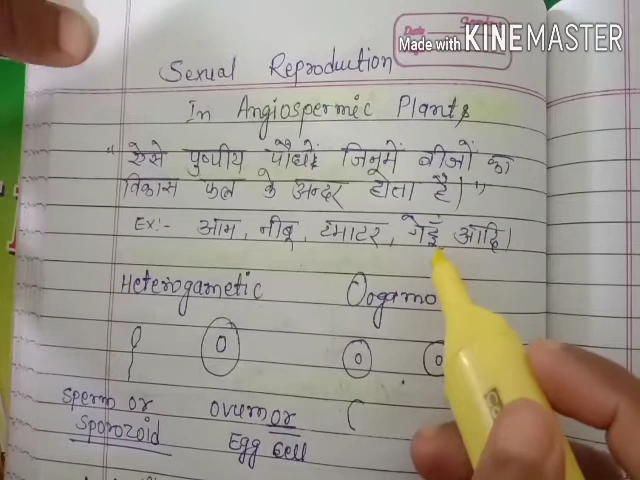 Made with KINEMASTER
Date
Sexual Reproduction
In Angiospermic Plants
" ऐसे पुष्पीय पौधे जिनमें बीजों का
विकास फल के अन्दर होता है। "
Ex:- आम, नीबू, टमाटर, गेहूँ आदि।
Heterogametic Oogamo
sperm or ovum or
Sporozoid Egg cell